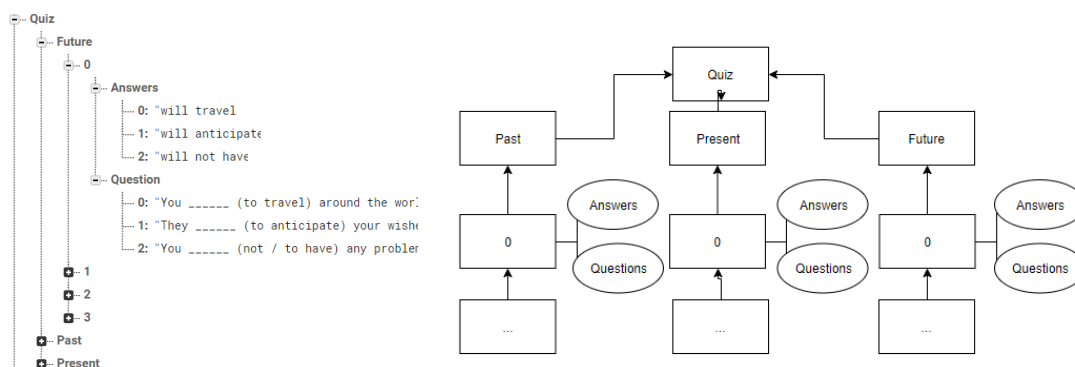 Quiz
Future
0
Answers
0: "will travel
1: "will anticipate
2: "will not have
Question
0: "You ______ (to travel) around the wor
1: "They ______ (to anticipate) your wishe
2: "You ______ (not / to have) any problem
1
2
3
Past
Present
Quiz
Past
Present
Future
0
Answers
Questions
0
Answers
Questions
0
Answers
Questions
...
...
...